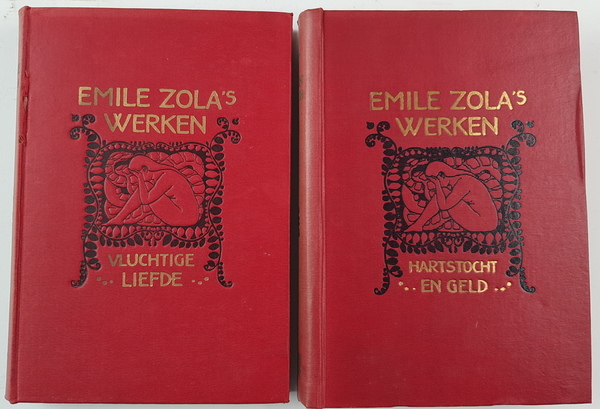 EMILE ZOLA'S
WERKEN
VLUCHTIGE
LIEFDE
EMILE ZOLA'S
WERKEN
HARTSTOCHT
EN GELD